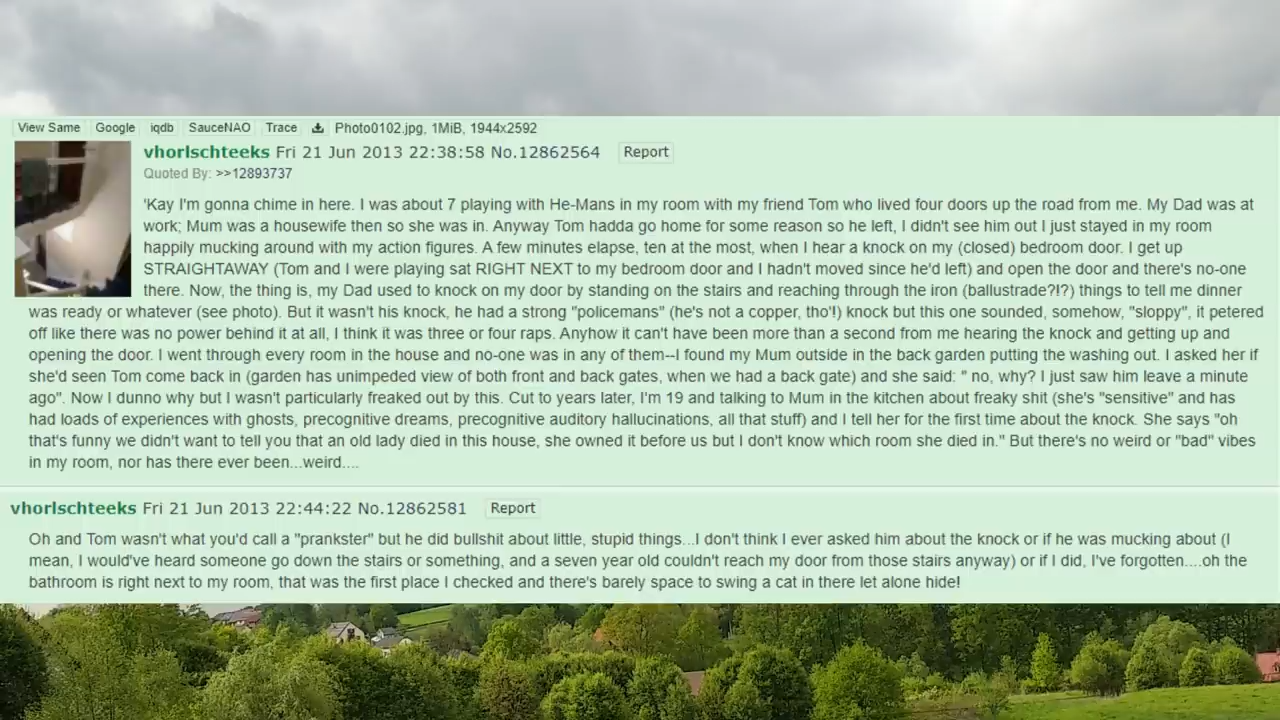 View Same Google iqdb SauceNAO Trace Photo0102.jpg, 1MiB, 1944x2592
vhorlschteeks Fri 21 Jun 2013 22:38:58 No.12862564 Report
Quoted By: >>12893737
'Kay I'm gonna chime in here. I was about 7 playing with He-Mans in my room with my friend Tom who lived four doors up the road from me. My Dad was at
work; Mum was a housewife then so she was in. Anyway Tom hadda go home for some reason so he left, I didn't see him out I just stayed in my room
happily mucking around with my action figures. A few minutes elapse, ten at the most, when I hear a knock on my (closed) bedroom door. I get up
STRAIGHTAWAY (Tom and I were playing sat RIGHT NEXT to my bedroom door and I hadn't moved since he'd left) and open the door and there's no-one
there. Now, the thing is, my Dad used to knock on my door by standing on the stairs and reaching through the iron (ballustrade?!?) things to tell me dinner
was ready or whatever (see photo). But it wasn't his knock, he had a strong "policemans" (he's not a copper, tho'!) knock but this one sounded, somehow, "sloppy", it petered
off like there was no power behind it at all, I think it was three or four raps. Anyhow it can't have been more than a second from me hearing the knock and getting up and
opening the door. I went through every room in the house and no-one was in any of them--I found my Mum outside in the back garden putting the washing out. I asked her if
she'd seen Tom come back in (garden has unimpeded view of both front and back gates, when we had a back gate) and she said: " no, why? I just saw him leave a minute
ago". Now I dunno why but I wasn't particularly freaked out by this. Cut to years later, I'm 19 and talking to Mum in the kitchen about freaky shit (she's "sensitive" and has
had loads of experiences with ghosts, precognitive dreams, precognitive auditory hallucinations, all that stuff) and I tell her for the first time about the knock. She says "oh
that's funny we didn't want to tell you that an old lady died in this house, she owned it before us but I don't know which room she died in." But there's no weird or "bad" vibes
in my room, nor has there ever been...weird....
vhorlschteeks Fri 21 Jun 2013 22:44:22 No.12862581 Report
Oh and Tom wasn't what you'd call a "prankster" but he did bullshit about little, stupid things...I don't think I ever asked him about the knock or if he was mucking about (I
mean, I would've heard someone go down the stairs or something, and a seven year old couldn't reach my door from those stairs anyway) or if I did, I've forgotten....oh the
bathroom is right next to my room, that was the first place I checked and there's barely space to swing a cat in there let alone hide!